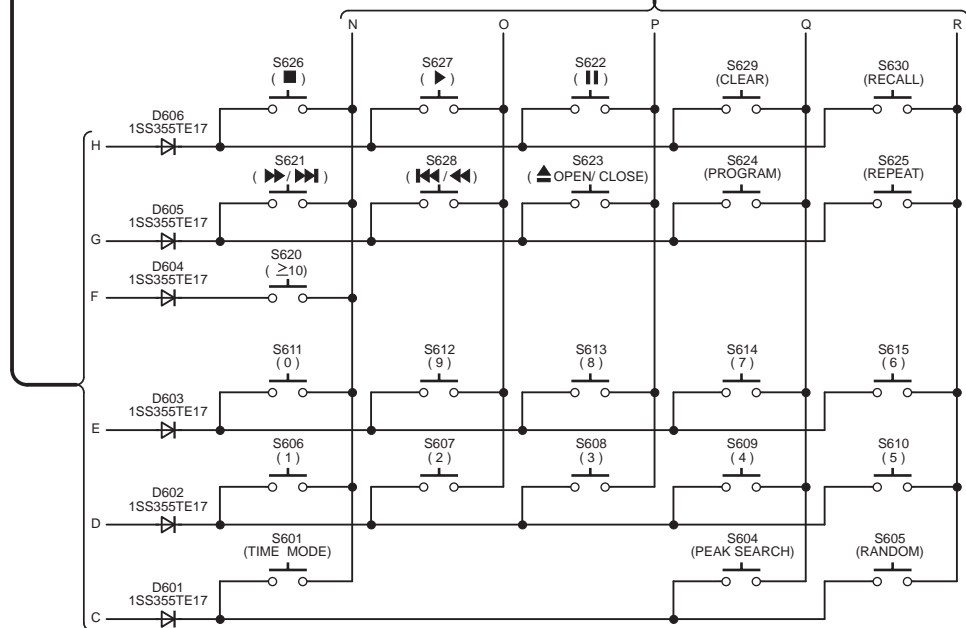 N O P Q R
S626 S627 S622 S629 S630
( ■ ) ( ▶ ) ( ❚❚ ) (CLEAR) (RECALL)
D606
1SS355TE17
H
S621 S628 S623 S624 S625
( ▶▶/ ▶▶| ) ( |◀◀ / ◀◀ ) ( ⏏ OPEN/ CLOSE) (PROGRAM) (REPEAT)
D605
1SS355TE17
G
D604 S620
1SS355TE17 ( ≥10)
F
S611 S612 S613 S614 S615
( 0 ) ( 9 ) ( 8 ) ( 7 ) ( 6 )
D603
1SS355TE17
E
S606 S607 S608 S609 S610
( 1 ) ( 2 ) ( 3 ) ( 4 ) ( 5 )
D602
1SS355TE17
D
S601 S604 S605
(TIME MODE) (PEAK SEARCH) (RANDOM)
D601
1SS355TE17
C